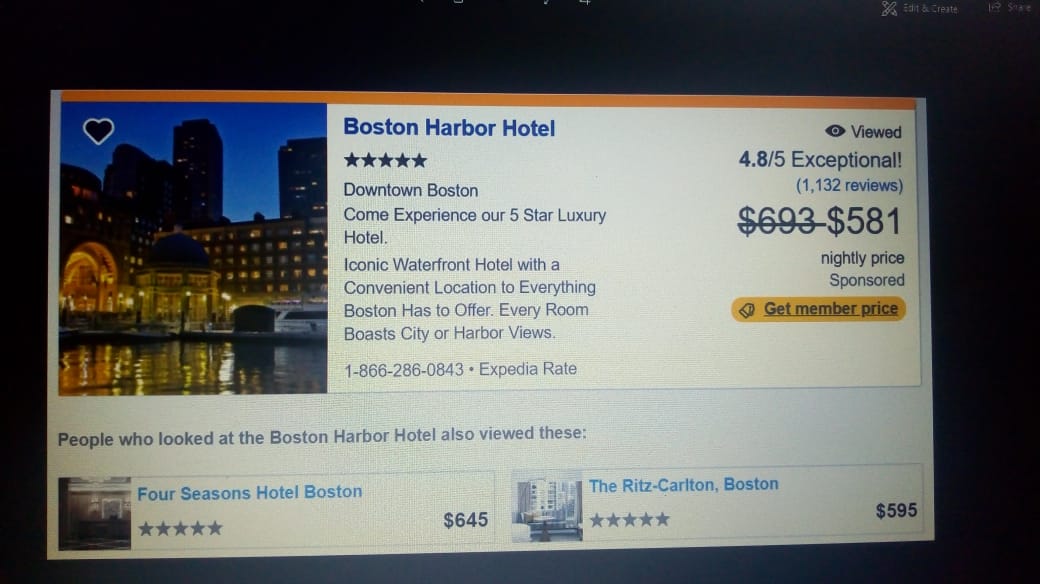 Edit & Create
Share
Boston Harbor Hotel
Viewed
4.8/5 Exceptional!
(1,132 reviews)
Downtown Boston
Come Experience our 5 Star Luxury
Hotel.
$693 $581
nightly price
Sponsored
Get member price
Iconic Waterfront Hotel with a
Convenient Location to Everything
Boston Has to Offer. Every Room
Boasts City or Harbor Views.
1-866-286-0843 • Expedia Rate
People who looked at the Boston Harbor Hotel also viewed these:
Four Seasons Hotel Boston
$645
The Ritz-Carlton, Boston
$595